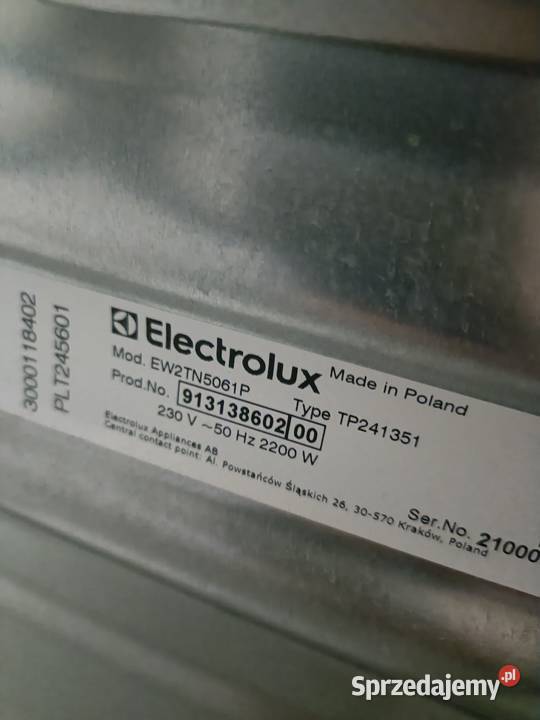 3000118402
PLT245601
Electrolux
Made in Poland
Mod. EW2TN5061P
Type TP241351
Prod.No. 913138602 00
230 V ~50 Hz 2200 W
Electrolux Appliances AB
Central contact point: Al. Powstańców Śląskich 26, 30-570 Kraków, Poland
Ser.No. 21000
Sprzedajemy.pl